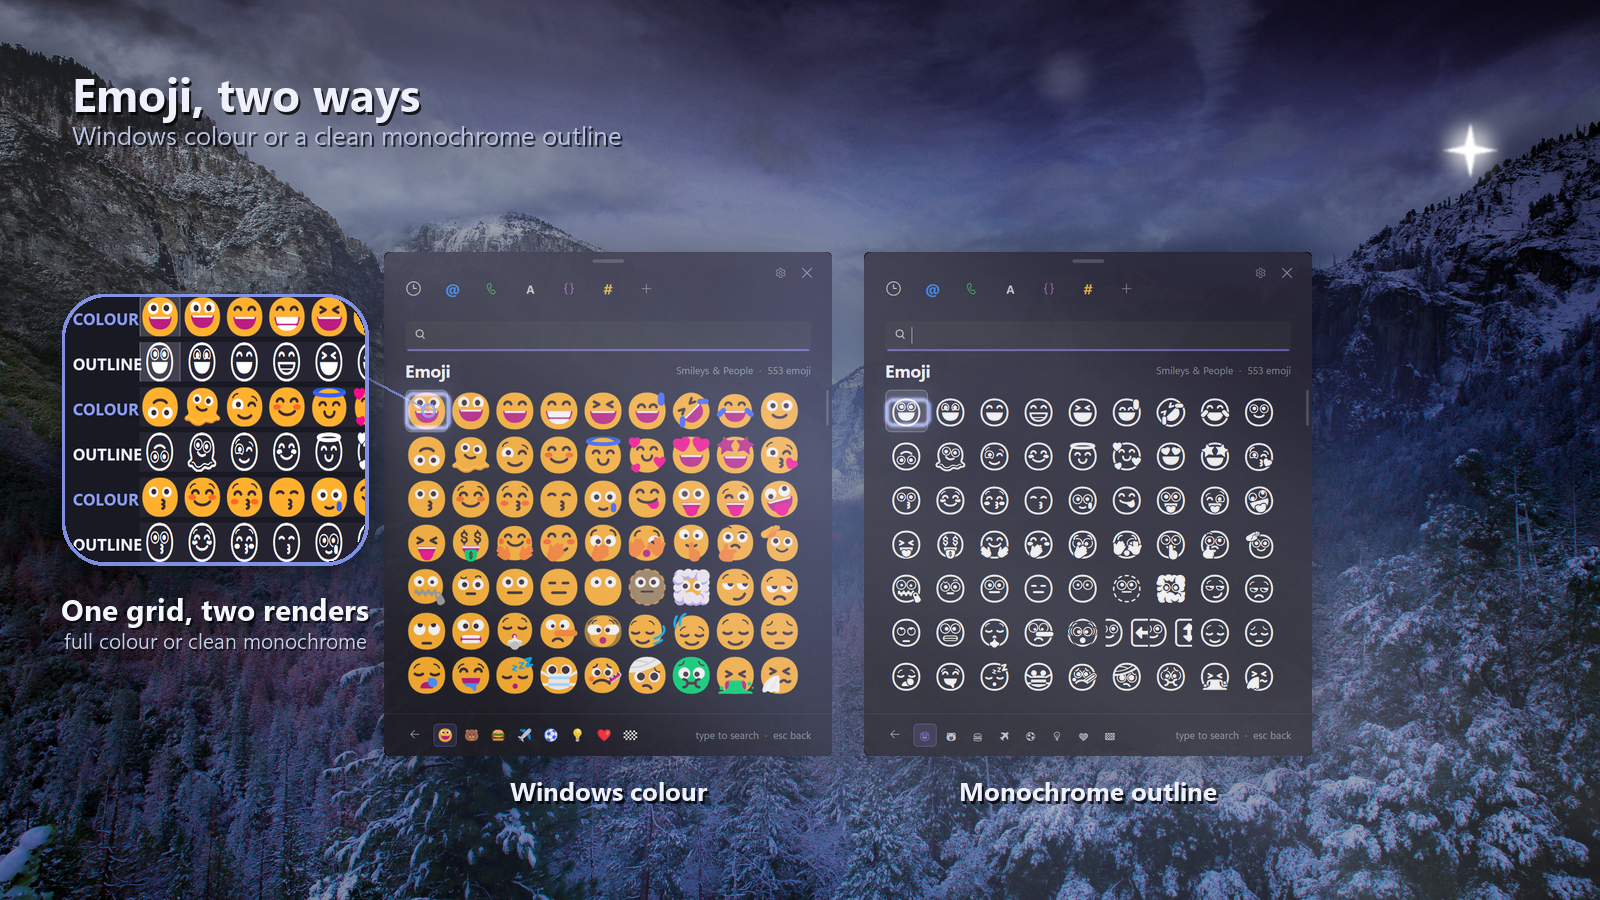 Emoji, two ways
Windows colour or a clean monochrome outline
COLOUR
OUTLINE
COLOUR
OUTLINE
COLOUR
OUTLINE
One grid, two renders
full colour or clean monochrome
@ A {} # +
Emoji
Smileys & People · 553 emoji
type to search · esc back
Windows colour
@ A {} # +
Emoji
Smileys & People · 553 emoji
type to search · esc back
Monochrome outline